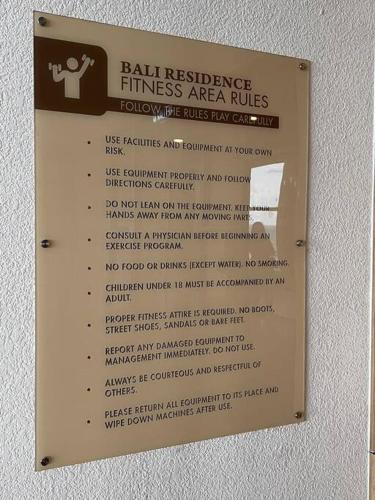 BALI RESIDENCE
FITNESS AREA RULES
FOLLOW THE RULES PLAY CAREFULLY
• USE FACILITIES AND EQUIPMENT AT YOUR OWN
RISK.
• USE EQUIPMENT PROPERLY AND FOLLOW
DIRECTIONS CAREFULLY.
• DO NOT LEAN ON THE EQUIPMENT. KEEP YOUR
HANDS AWAY FROM ANY MOVING PARTS.
• CONSULT A PHYSICIAN BEFORE BEGINNING AN
EXERCISE PROGRAM.
• NO FOOD OR DRINKS (EXCEPT WATER). NO SMOKING.
• CHILDREN UNDER 18 MUST BE ACCOMPANIED BY AN
ADULT.
• PROPER FITNESS ATTIRE IS REQUIRED. NO BOOTS,
STREET SHOES, SANDALS OR BARE FEET.
• REPORT ANY DAMAGED EQUIPMENT TO
MANAGEMENT IMMEDIATELY. DO NOT USE.
• ALWAYS BE COURTEOUS AND RESPECTFUL OF
OTHERS.
• PLEASE RETURN ALL EQUIPMENT TO ITS PLACE AND
WIPE DOWN MACHINES AFTER USE.